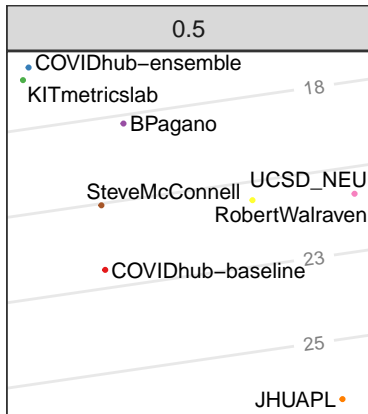 0.5
COVIDhub-ensemble
KITmetricslab
18
BPagano
UCSD_NEU
SteveMcConnell
RobertWalraven
23
COVIDhub-baseline
25
JHUAPL